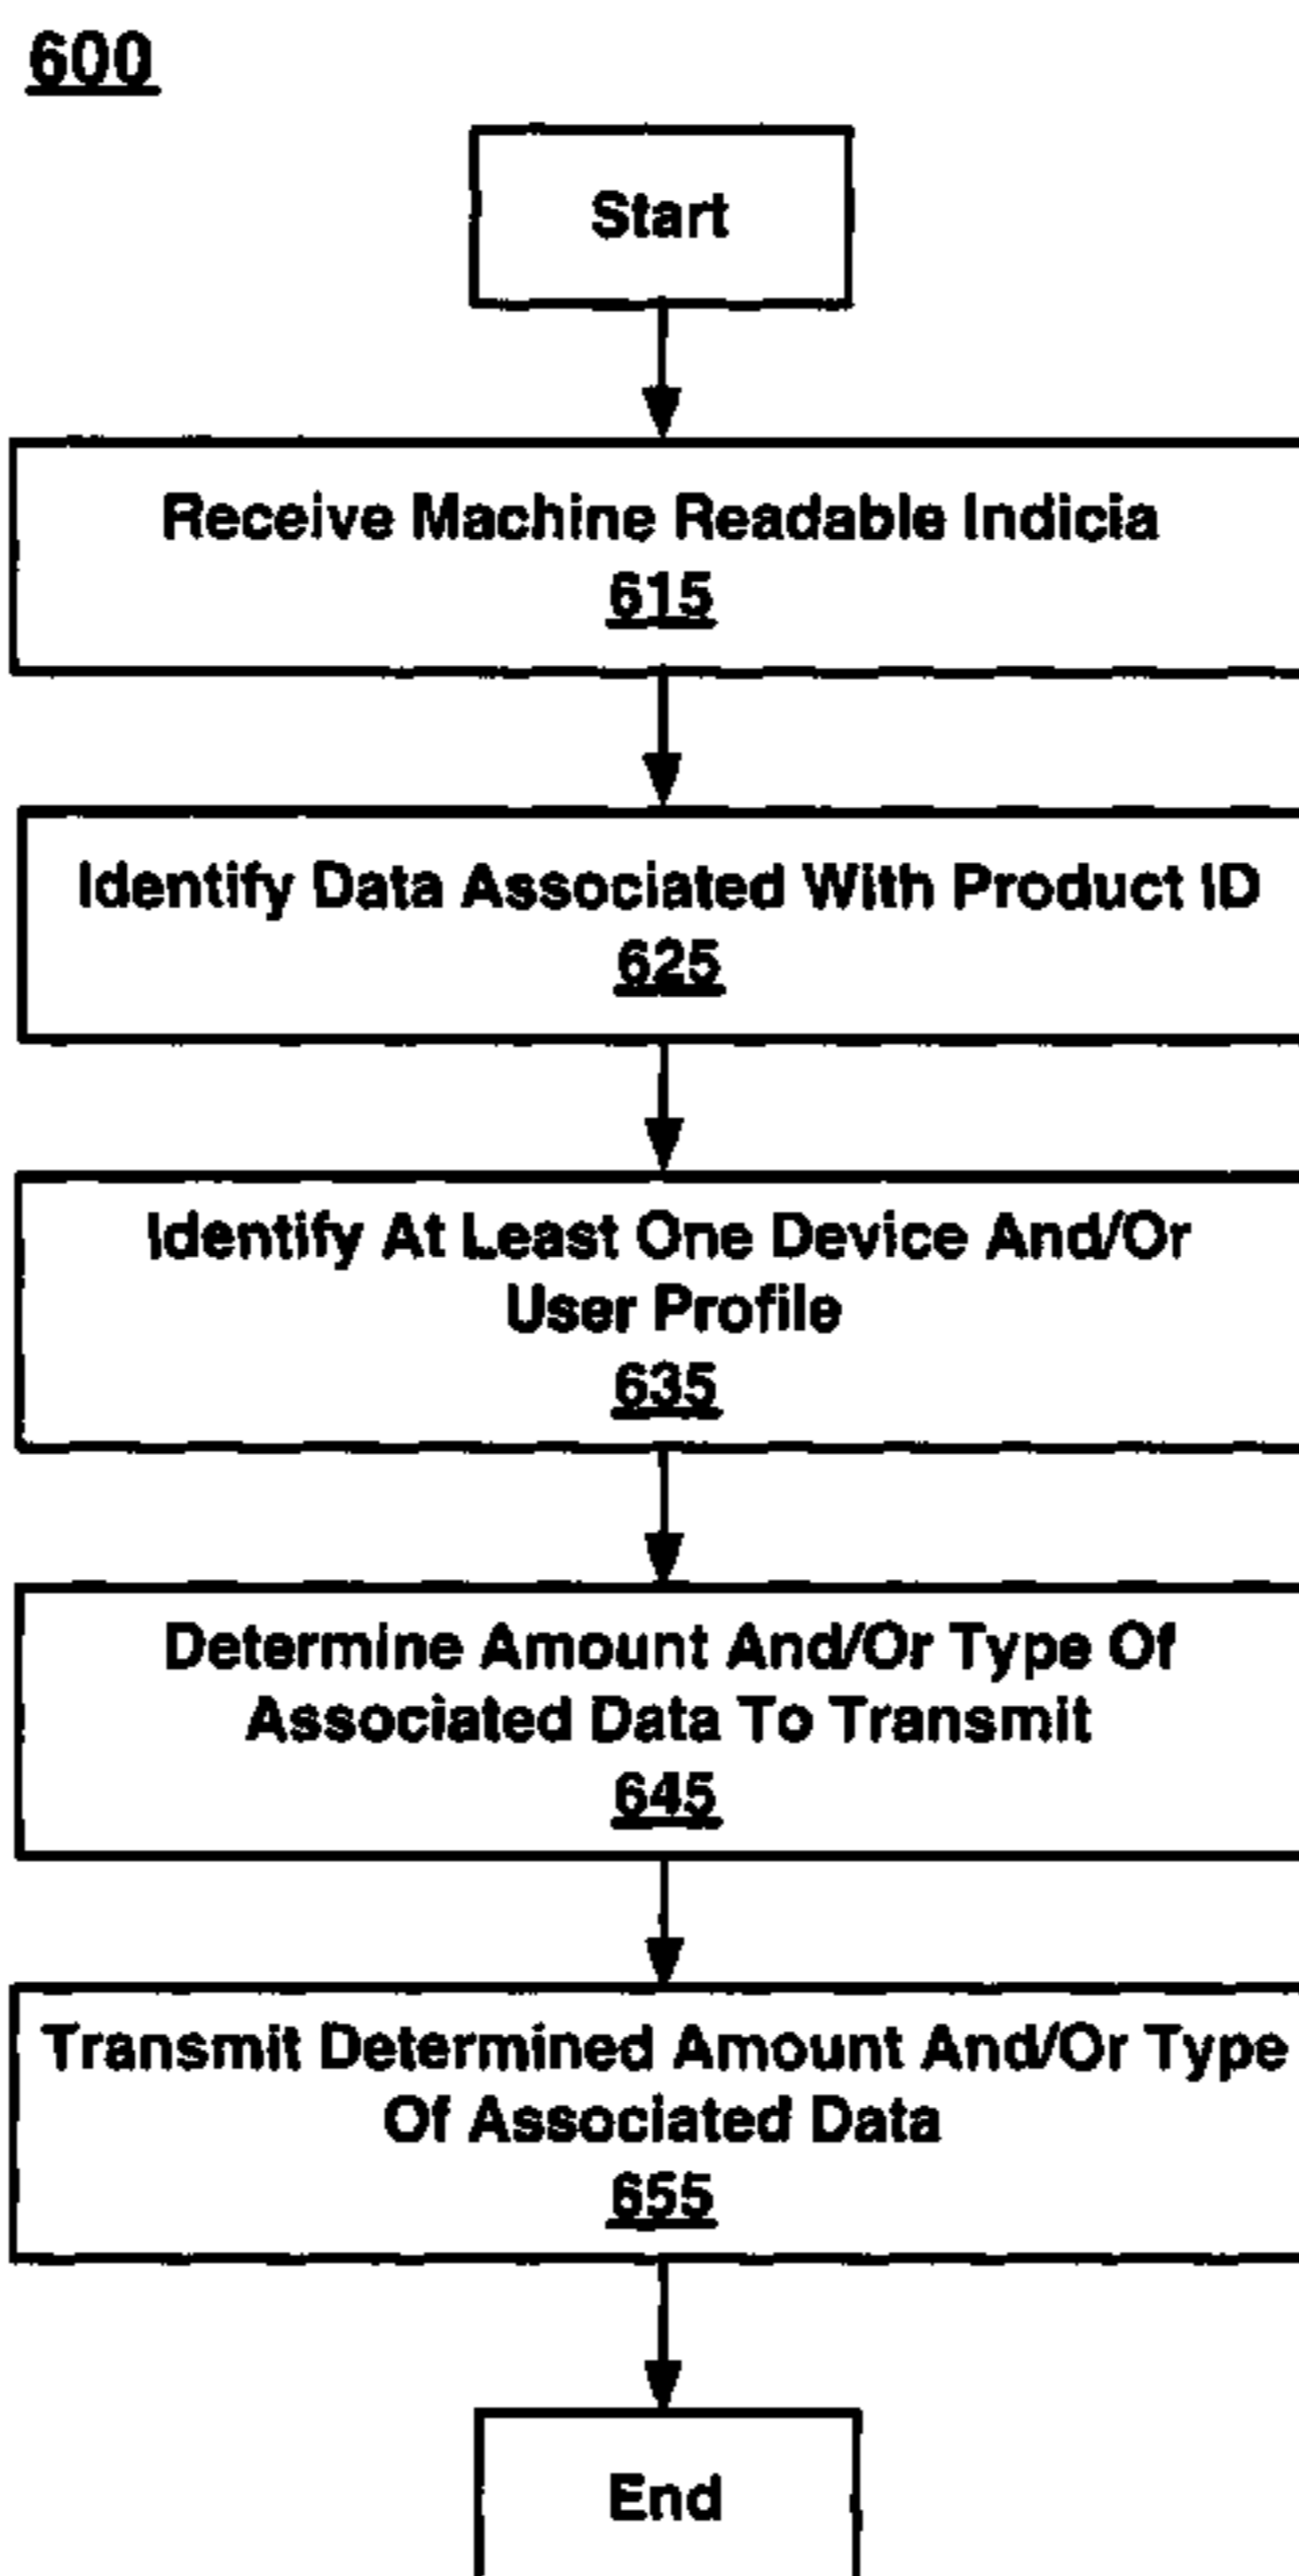 600
Start
Receive Machine Readable Indicia
615
Identify Data Associated With Product ID
625
Identify At Least One Device And/Or
User Profile
635
Determine Amount And/Or Type Of
Associated Data To Transmit
645
Transmit Determined Amount And/Or Type
Of Associated Data
655
End